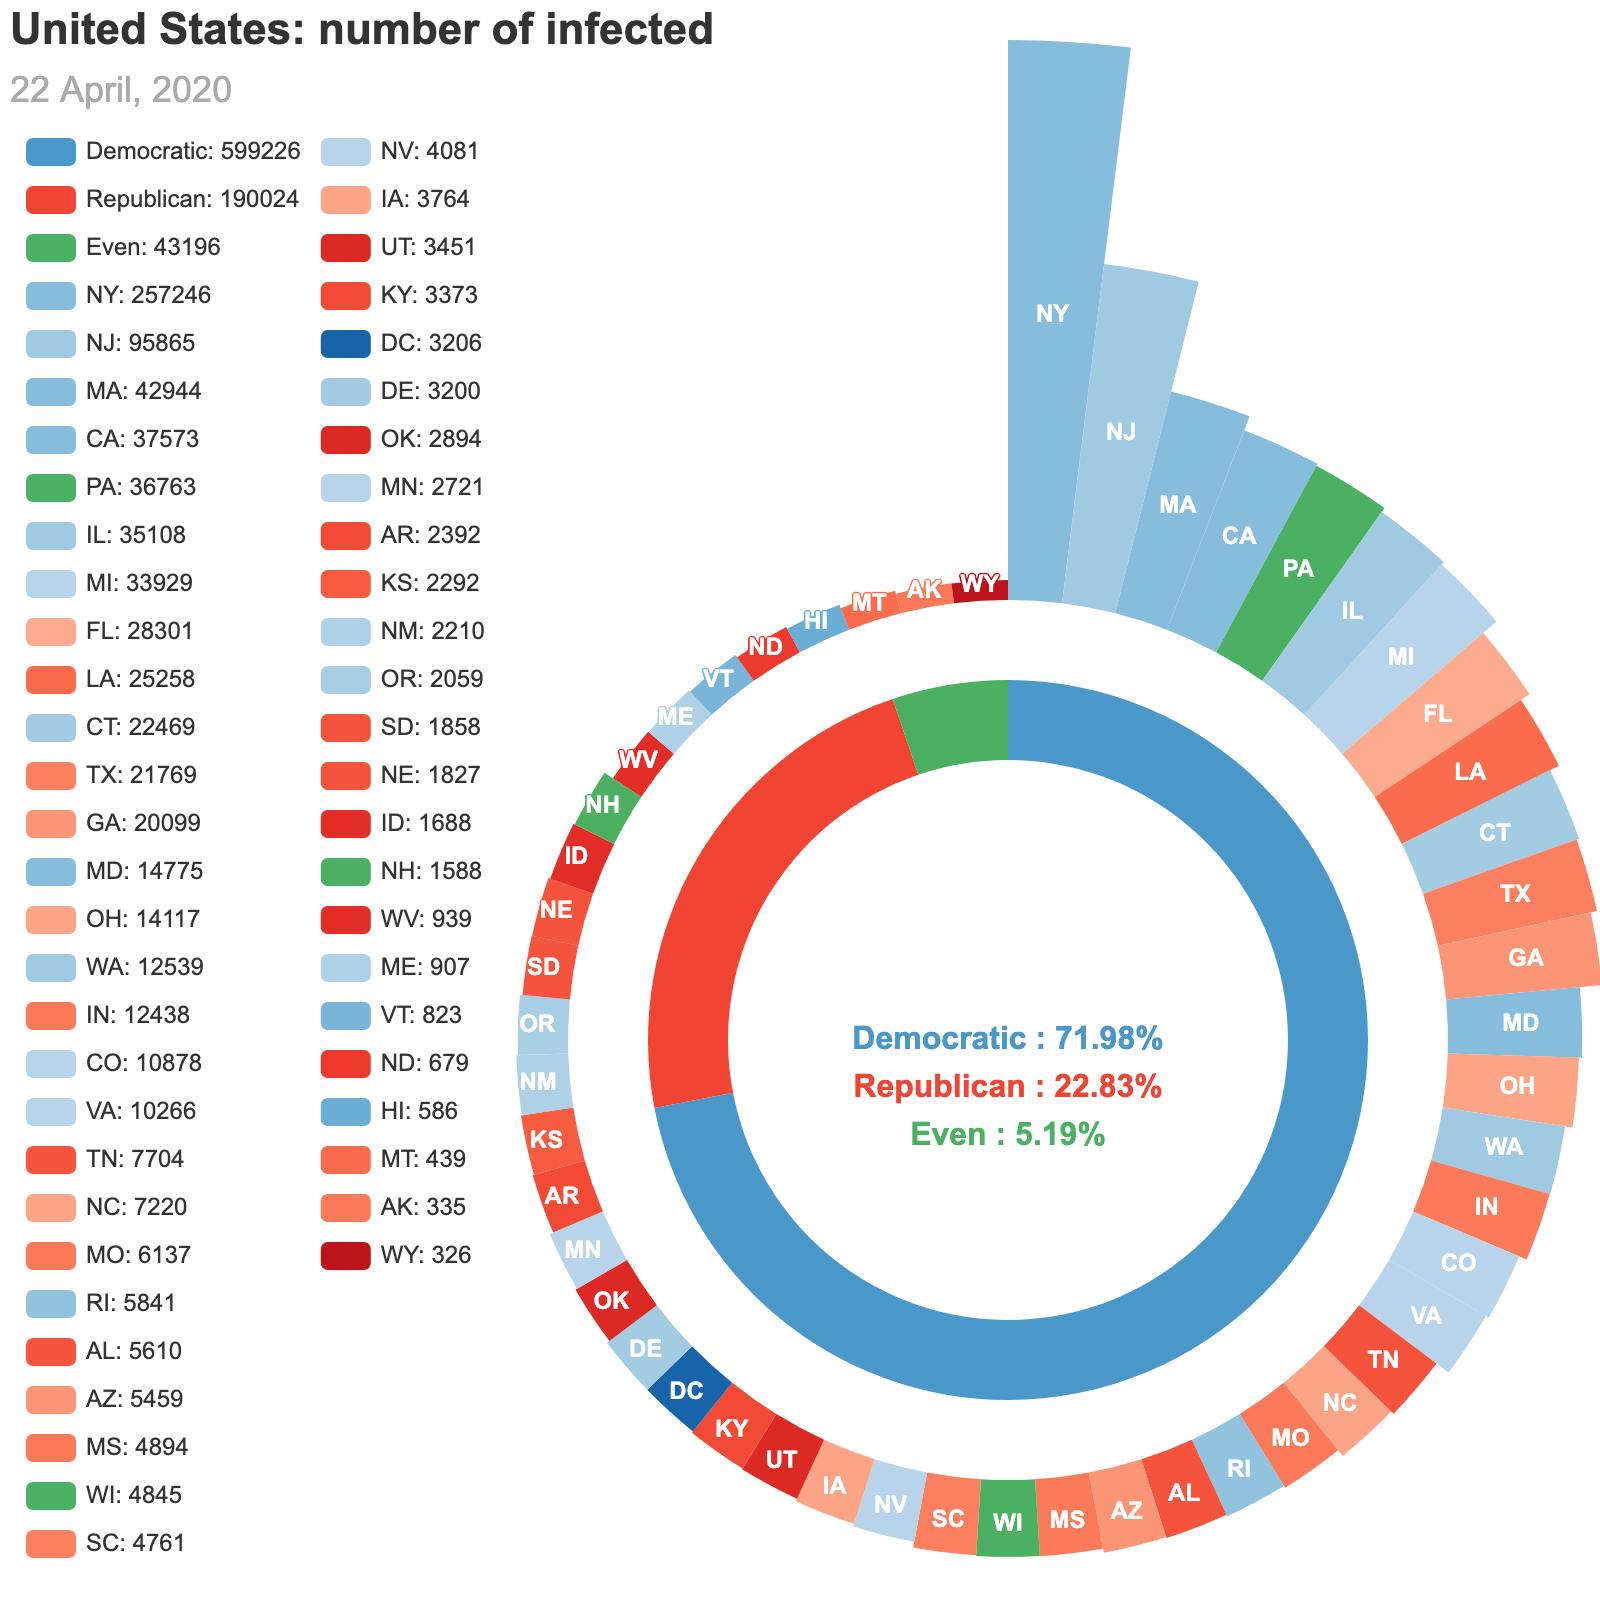 United States: number of infected
22 April, 2020
Democratic: 599226
Republican: 190024
Even: 43196
NY: 257246
NJ: 95865
MA: 42944
CA: 37573
PA: 36763
IL: 35108
MI: 33929
FL: 28301
LA: 25258
CT: 22469
TX: 21769
GA: 20099
MD: 14775
OH: 14117
WA: 12539
IN: 12438
CO: 10878
VA: 10266
TN: 7704
NC: 7220
MO: 6137
RI: 5841
AL: 5610
AZ: 5459
MS: 4894
WI: 4845
SC: 4761
NV: 4081
IA: 3764
UT: 3451
KY: 3373
DC: 3206
DE: 3200
OK: 2894
MN: 2721
AR: 2392
KS: 2292
NM: 2210
OR: 2059
SD: 1858
NE: 1827
ID: 1688
NH: 1588
WV: 939
ME: 907
VT: 823
ND: 679
HI: 586
MT: 439
AK: 335
WY: 326
NY
NJ
MA
CA
PA
IL
MI
FL
LA
CT
TX
GA
MD
OH
WA
IN
CO
VA
TN
NC
MO
RI
AL
AZ
MS
WI
SC
NV
IA
UT
KY
DC
DE
OK
MN
AR
KS
NM
OR
SD
NE
ID
NH
WV
ME
VT
ND
HI
MT
AK
WY
Democratic : 71.98%
Republican : 22.83%
Even : 5.19%